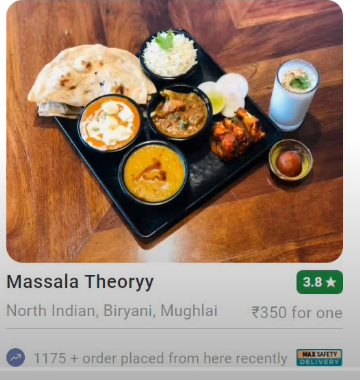 Massala Theoryy
3.8★
North Indian, Biryani, Mughlai
₹350 for one
1175 + order placed from here recently
MAX SAFETY
DELIVERY